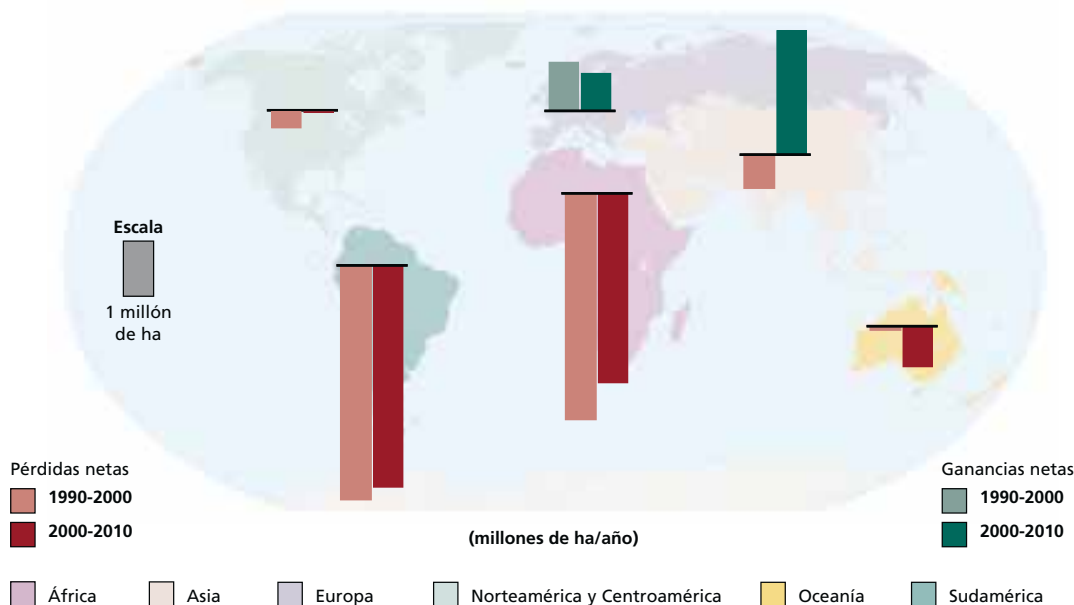 Escala
1 millón
de ha
Pérdidas netas
1990-2000
2000-2010
(millones de ha/año)
Ganancias netas
1990-2000
2000-2010
África
Asia
Europa
Norteamérica y Centroamérica
Oceanía
Sudamérica